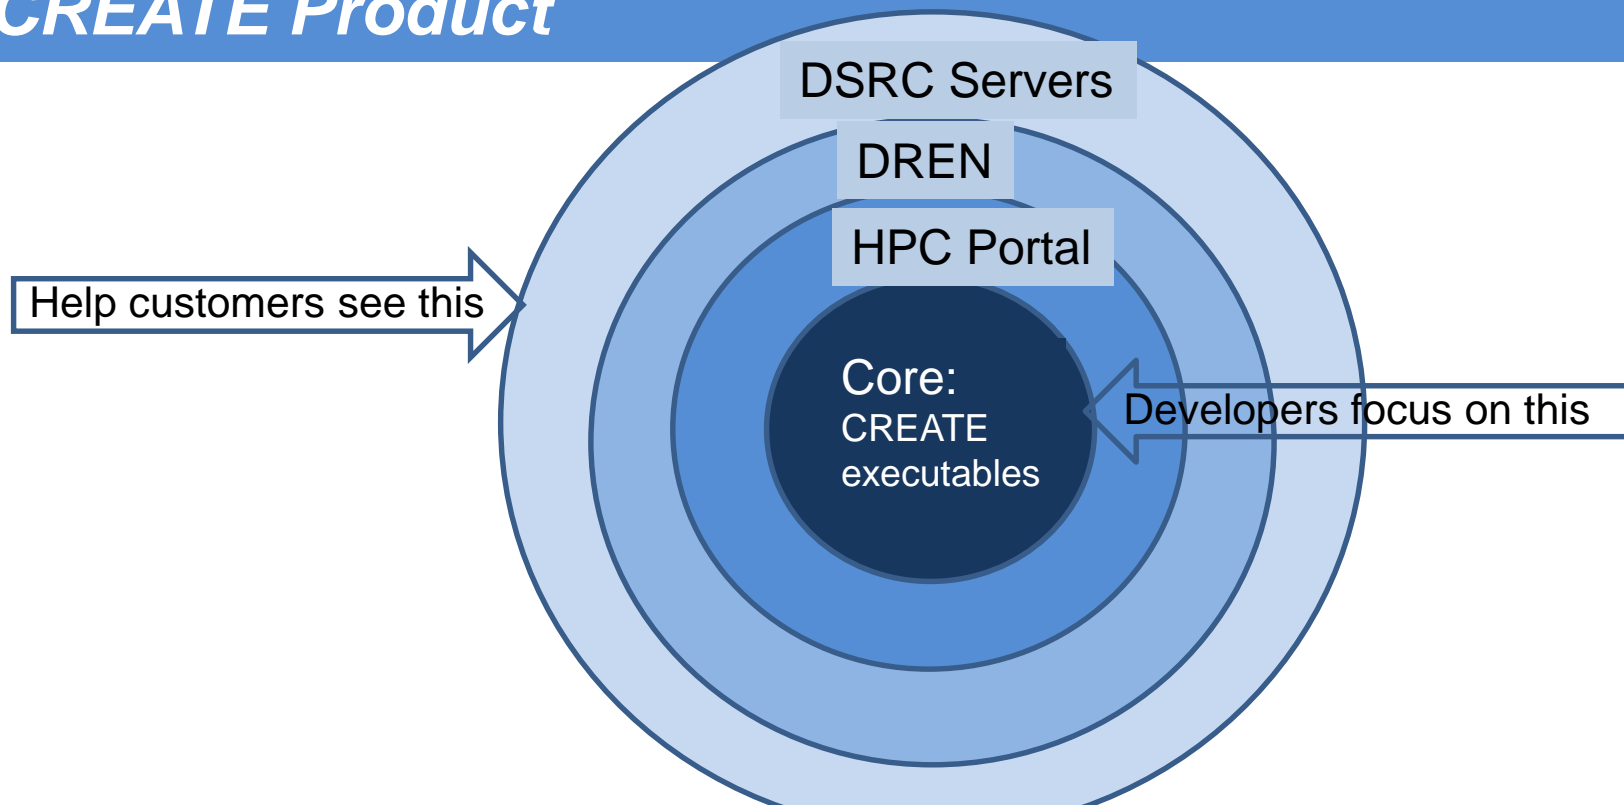 CREATE Product
DSRC Servers
DREN
HPC Portal
Help customers see this
Core:
CREATE
executables
Developers focus on this